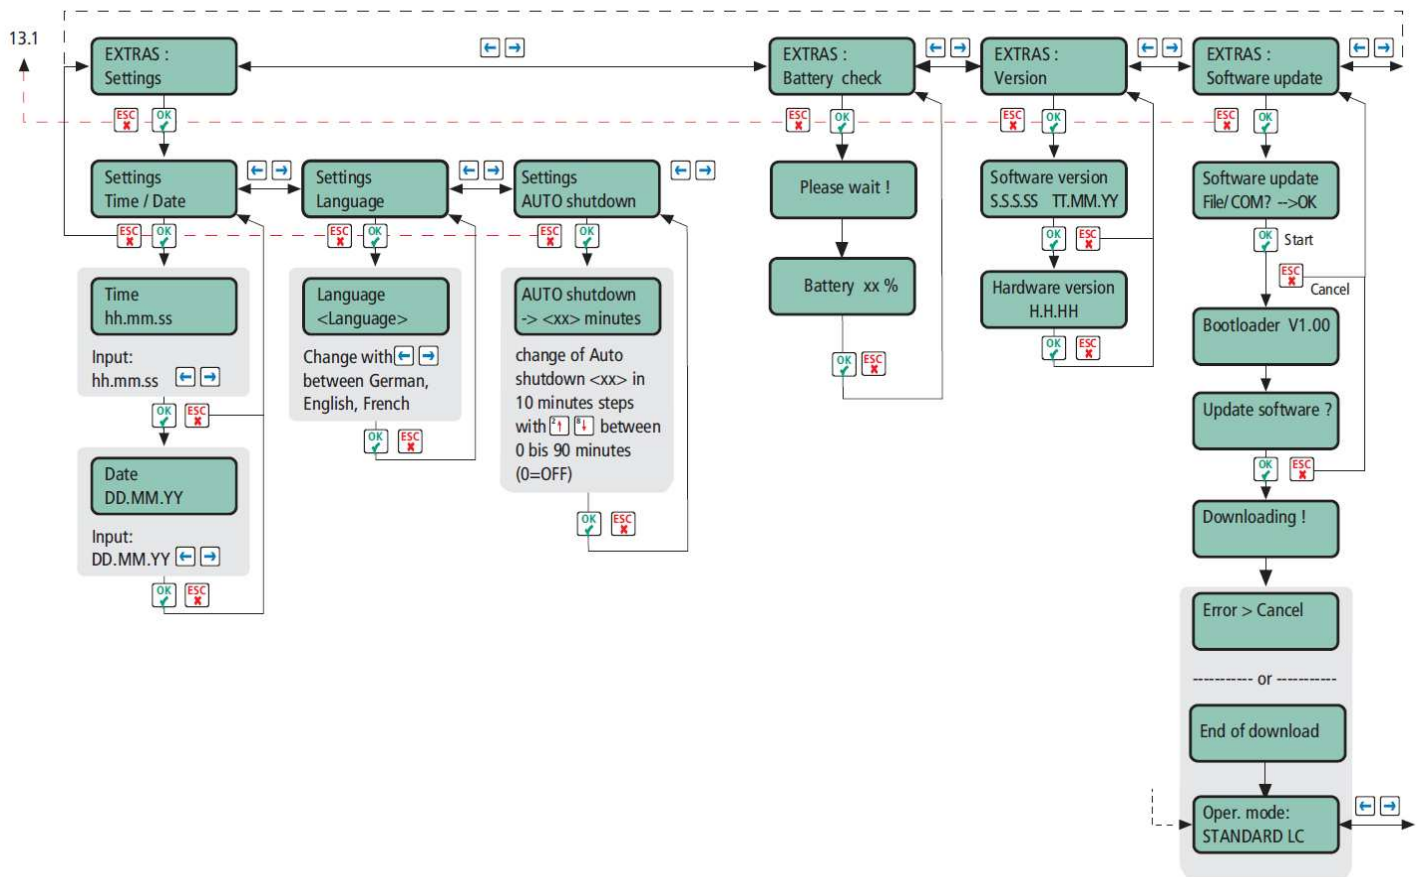 13.1
EXTRAS :
Settings
EXTRAS :
Battery check
EXTRAS :
Version
EXTRAS :
Software update
ESC OK
ESC OK
ESC OK
ESC OK
Settings
Time / Date
Settings
Language
Settings
AUTO shutdown
Please wait !
Software version
S.S.S.SS TT.MM.YY
Software update
File/COM? -->OK
ESC OK
ESC OK
ESC OK
OK ESC
OK Start
ESC
Cancel
Time
hh.mm.ss
Input:
hh.mm.ss
OK ESC
Date
DD.MM.YY
Input:
DD.MM.YY
OK ESC
Language
<Language>
Change with
between German,
English, French
OK ESC
AUTO shutdown
-> <xx> minutes
change of Auto
shutdown <xx> in
10 minutes steps
with 2 8 between
0 bis 90 minutes
(0=OFF)
OK ESC
Battery xx %
OK ESC
Hardware version
H.H.HH
OK ESC
Bootloader V1.00
Update software ?
OK ESC
Downloading !
Error > Cancel
----------- or -----------
End of download
Oper. mode:
STANDARD LC